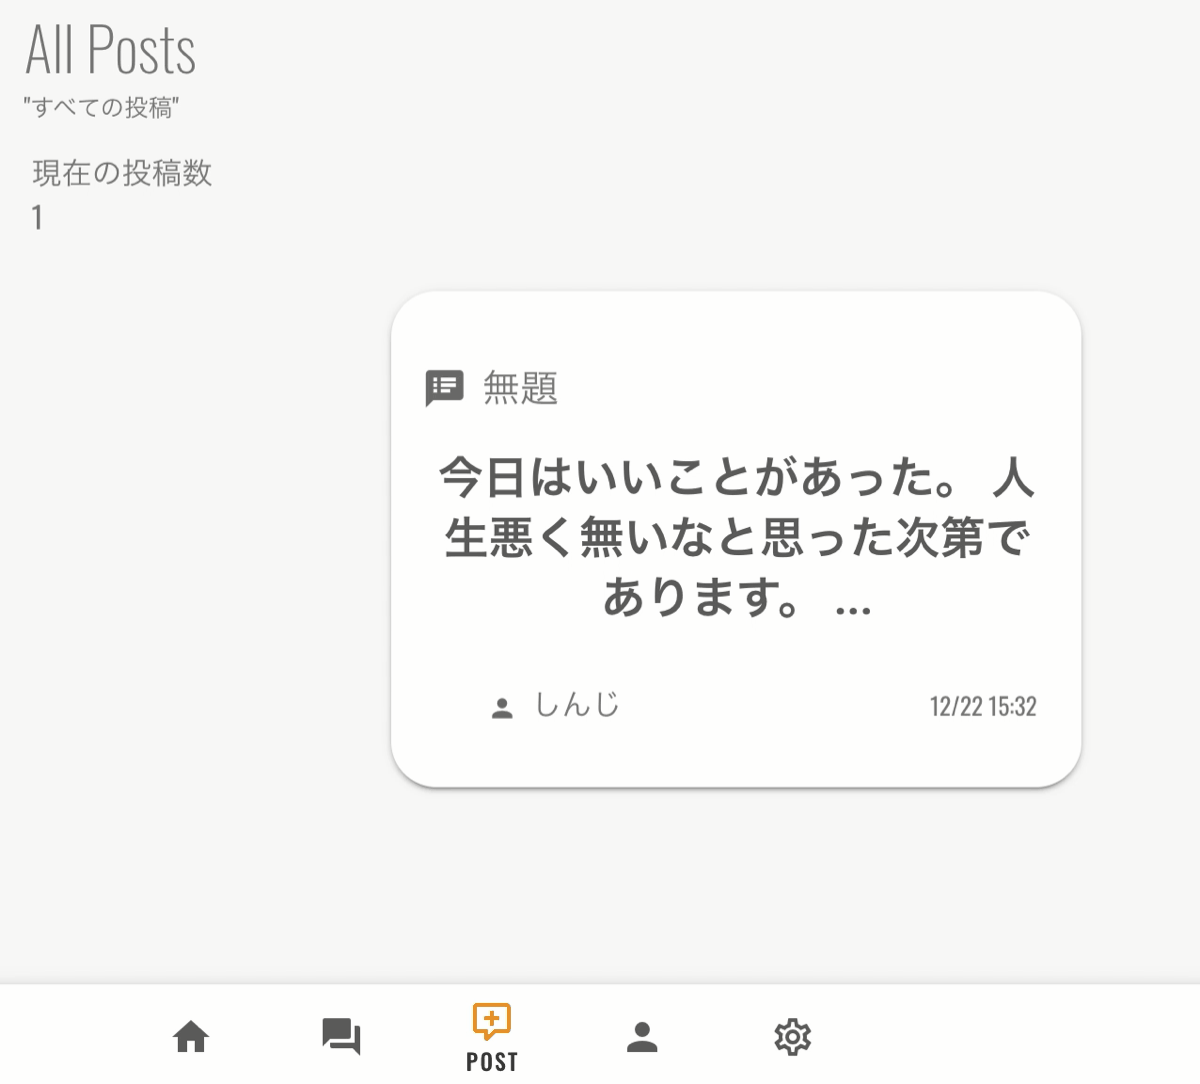 All Posts
"すべての投稿"
現在の投稿数
1
無題
今日はいいことがあった。 人
生悪く無いなと思った次第で
あります。 ...
しんじ
12/22 15:32
POST